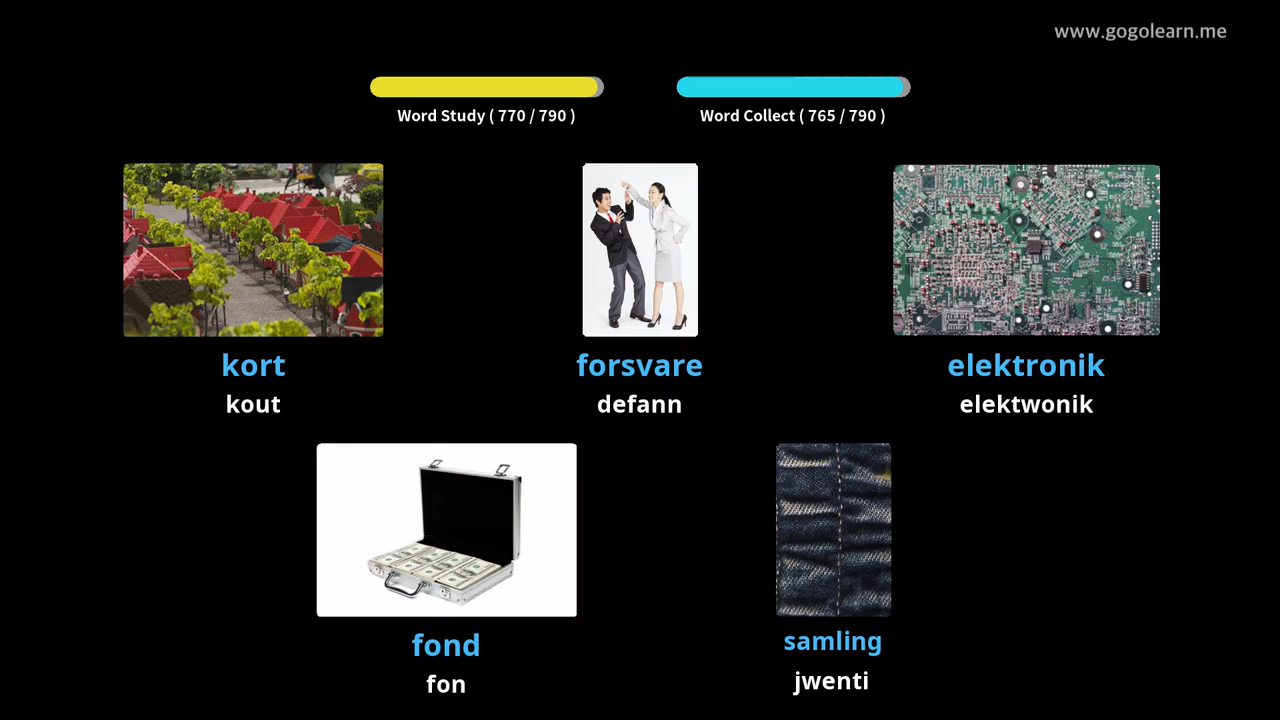 www.gogolearn.me
Word Study ( 770 / 790 )
Word Collect ( 765 / 790 )
kort
forsvare
elektronik
kout
defann
elektwonik
fond
samling
fon
jwenti